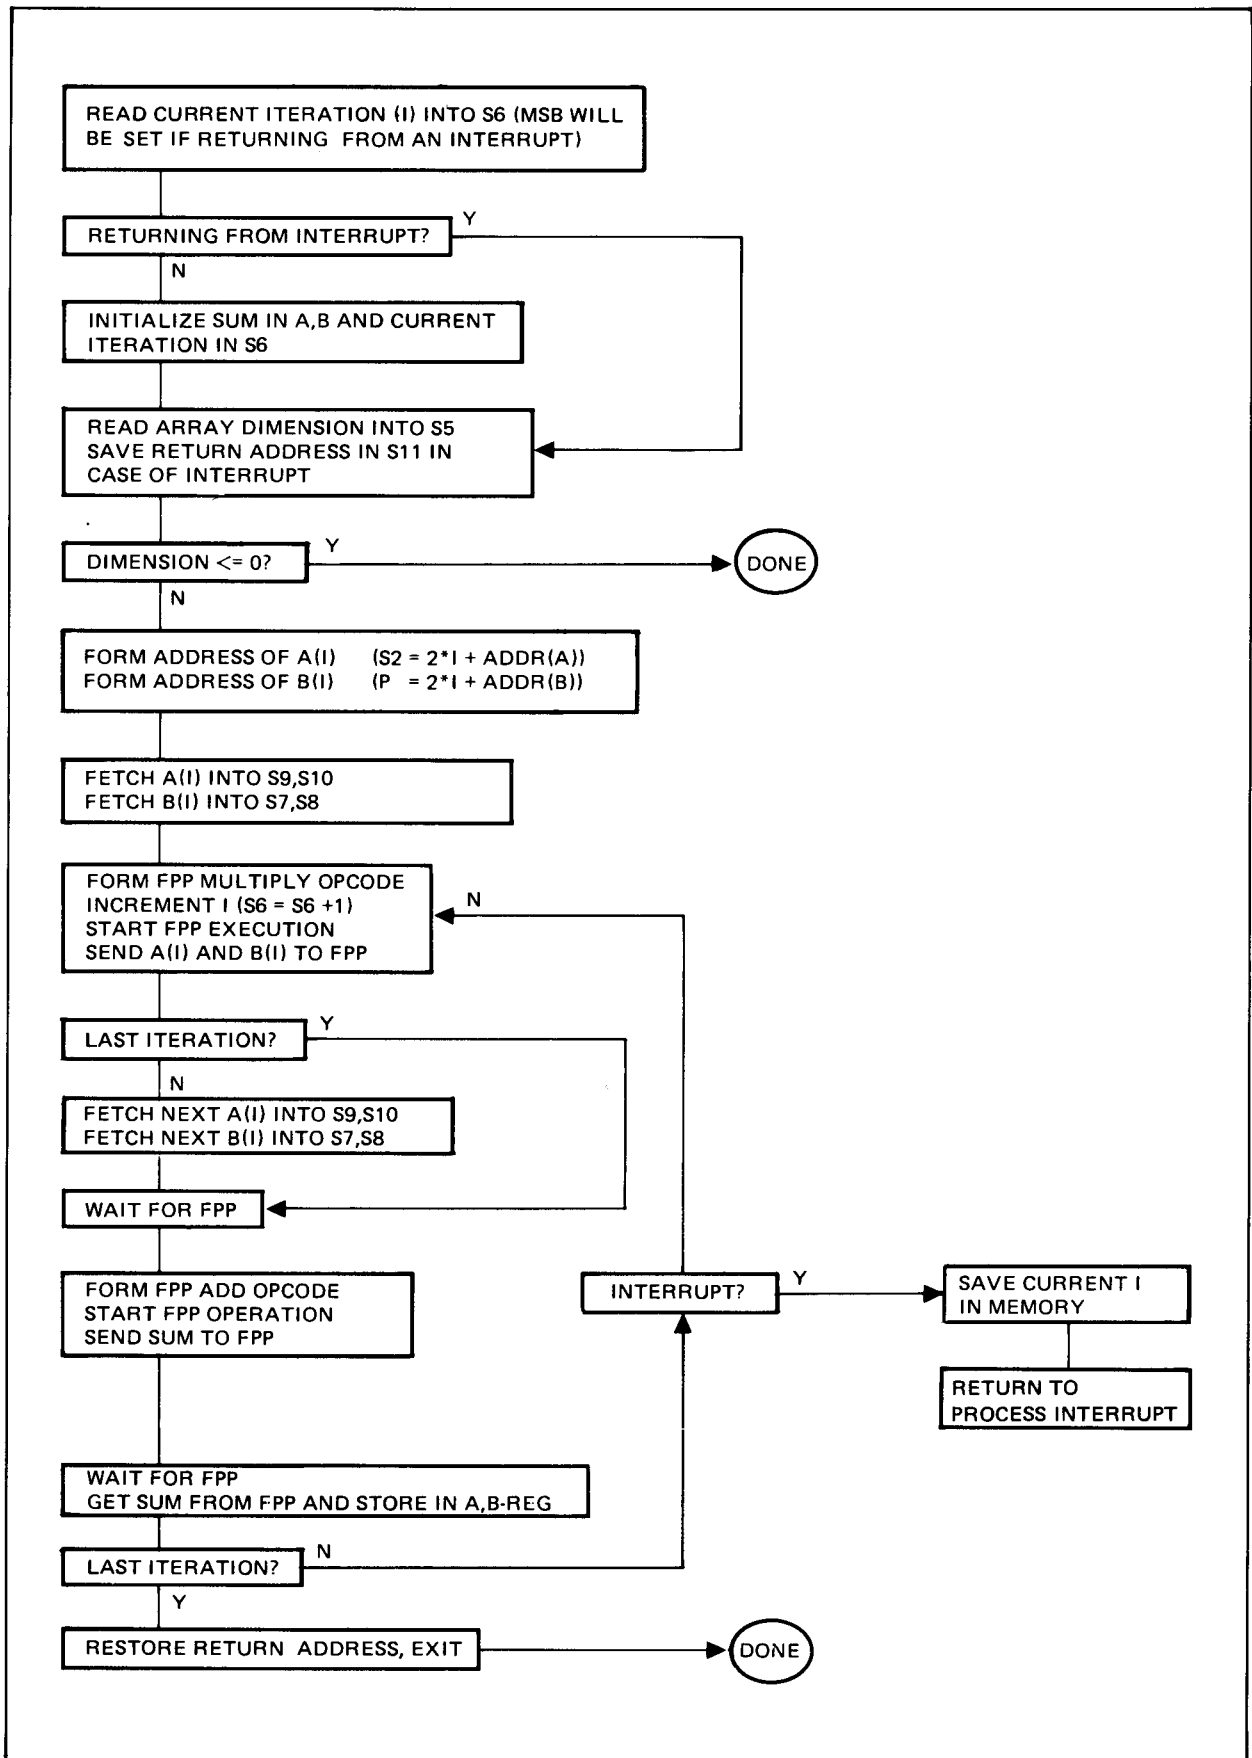 READ CURRENT ITERATION (I) INTO S6 (MSB WILL
BE SET IF RETURNING FROM AN INTERRUPT)
RETURNING FROM INTERRUPT?
Y
N
INITIALIZE SUM IN A,B AND CURRENT
ITERATION IN S6
READ ARRAY DIMENSION INTO S5
SAVE RETURN ADDRESS IN S11 IN
CASE OF INTERRUPT
DIMENSION <= 0?
Y
DONE
N
FORM ADDRESS OF A(I) (S2 = 2*I + ADDR(A))
FORM ADDRESS OF B(I) (P = 2*I + ADDR(B))
FETCH A(I) INTO S9,S10
FETCH B(I) INTO S7,S8
FORM FPP MULTIPLY OPCODE
INCREMENT I (S6 = S6 +1)
START FPP EXECUTION
SEND A(I) AND B(I) TO FPP
N
LAST ITERATION?
Y
N
FETCH NEXT A(I) INTO S9,S10
FETCH NEXT B(I) INTO S7,S8
WAIT FOR FPP
FORM FPP ADD OPCODE
START FPP OPERATION
SEND SUM TO FPP
INTERRUPT?
Y
SAVE CURRENT I
IN MEMORY
RETURN TO
PROCESS INTERRUPT
WAIT FOR FPP
GET SUM FROM FPP AND STORE IN A,B-REG
LAST ITERATION?
N
Y
RESTORE RETURN ADDRESS, EXIT
DONE